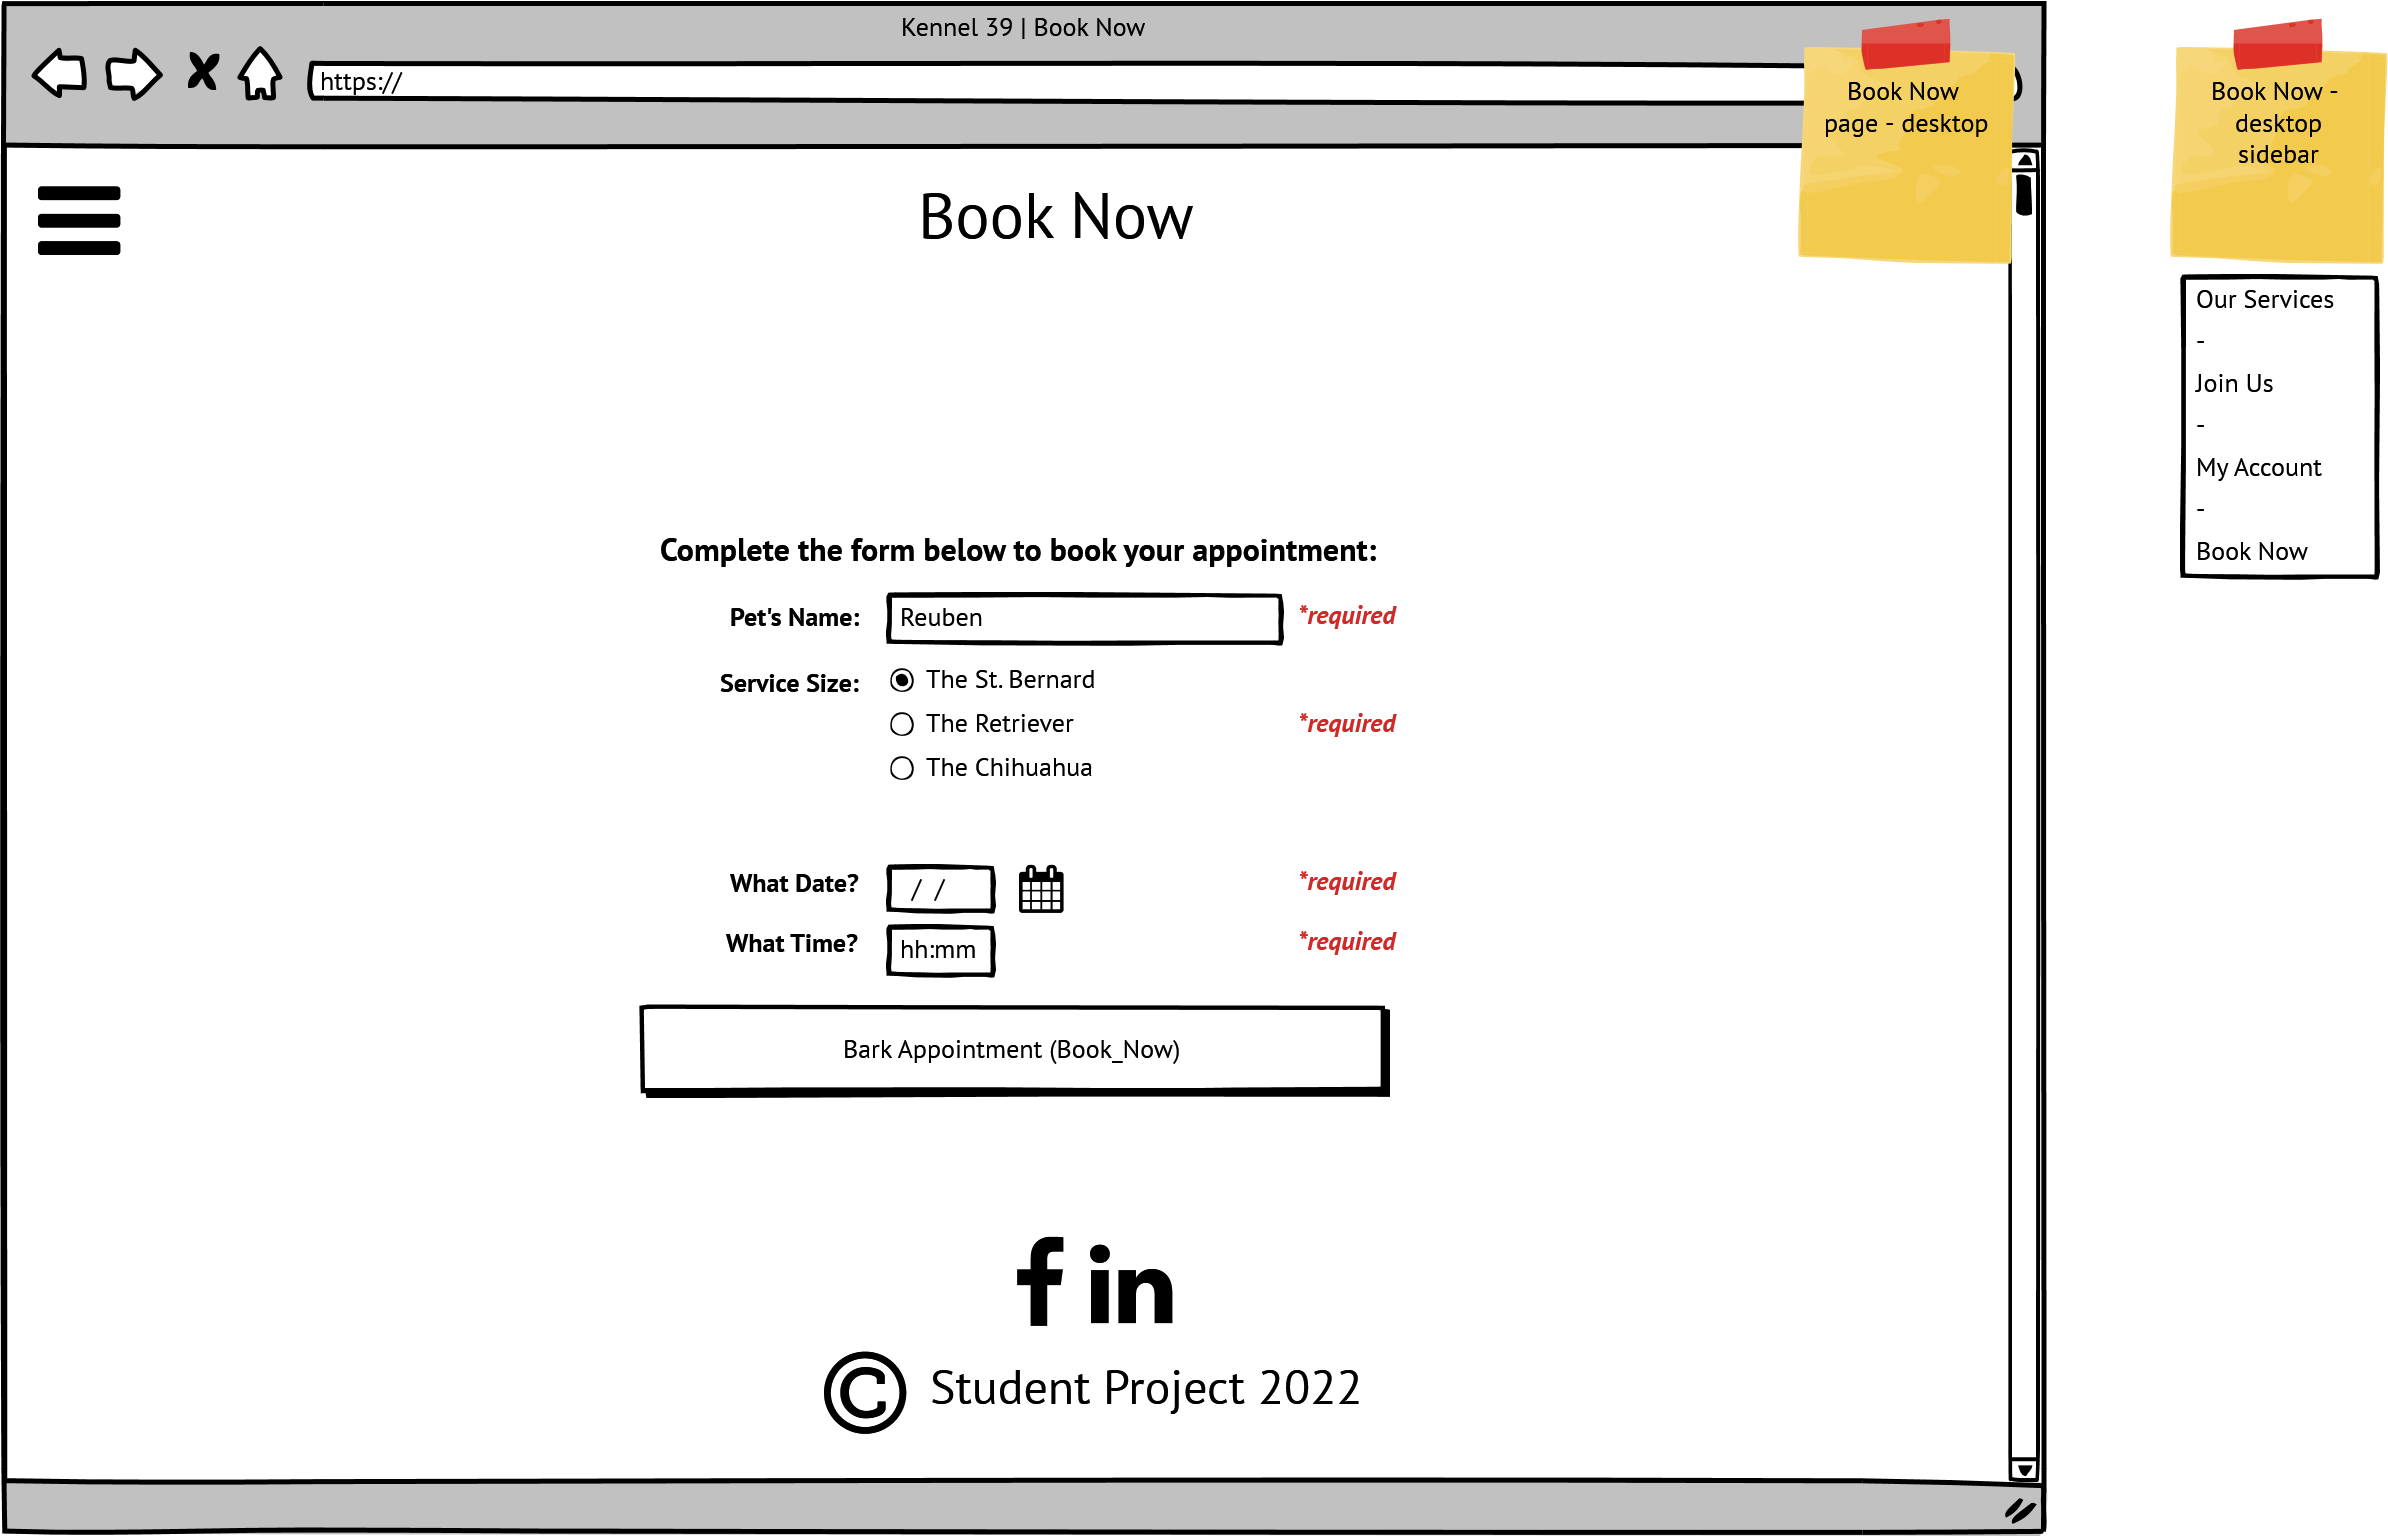 Kennel 39 | Book Now
https://
Book Now
page - desktop
Book Now -
desktop
sidebar
Book Now
Our Services
-
Join Us
-
My Account
-
Book Now
Complete the form below to book your appointment:
Pet's Name: Reuben *required
Service Size: The St. Bernard
The Retriever *required
The Chihuahua
What Date? / / *required
What Time? hh:mm *required
Bark Appointment (Book_Now)
f in
© Student Project 2022